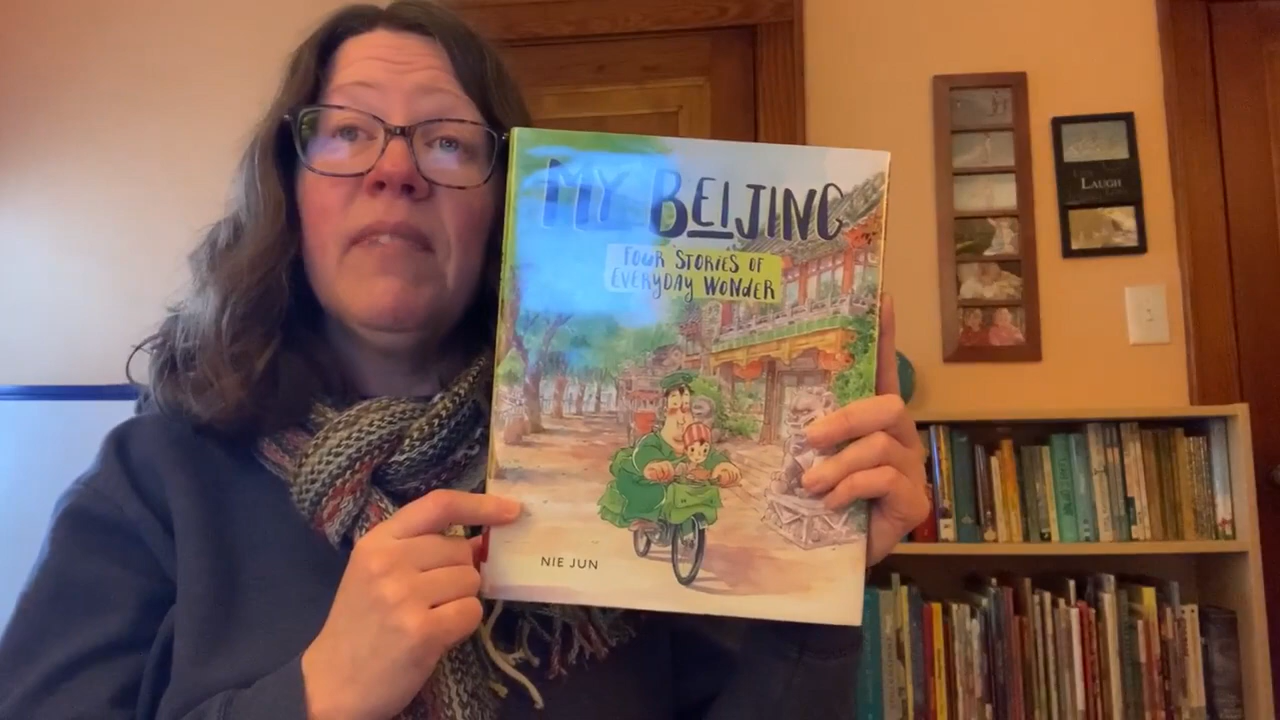 MY BEIJING
FOUR STORIES OF
EVERYDAY WONDER
NIE JUN
LAUGH